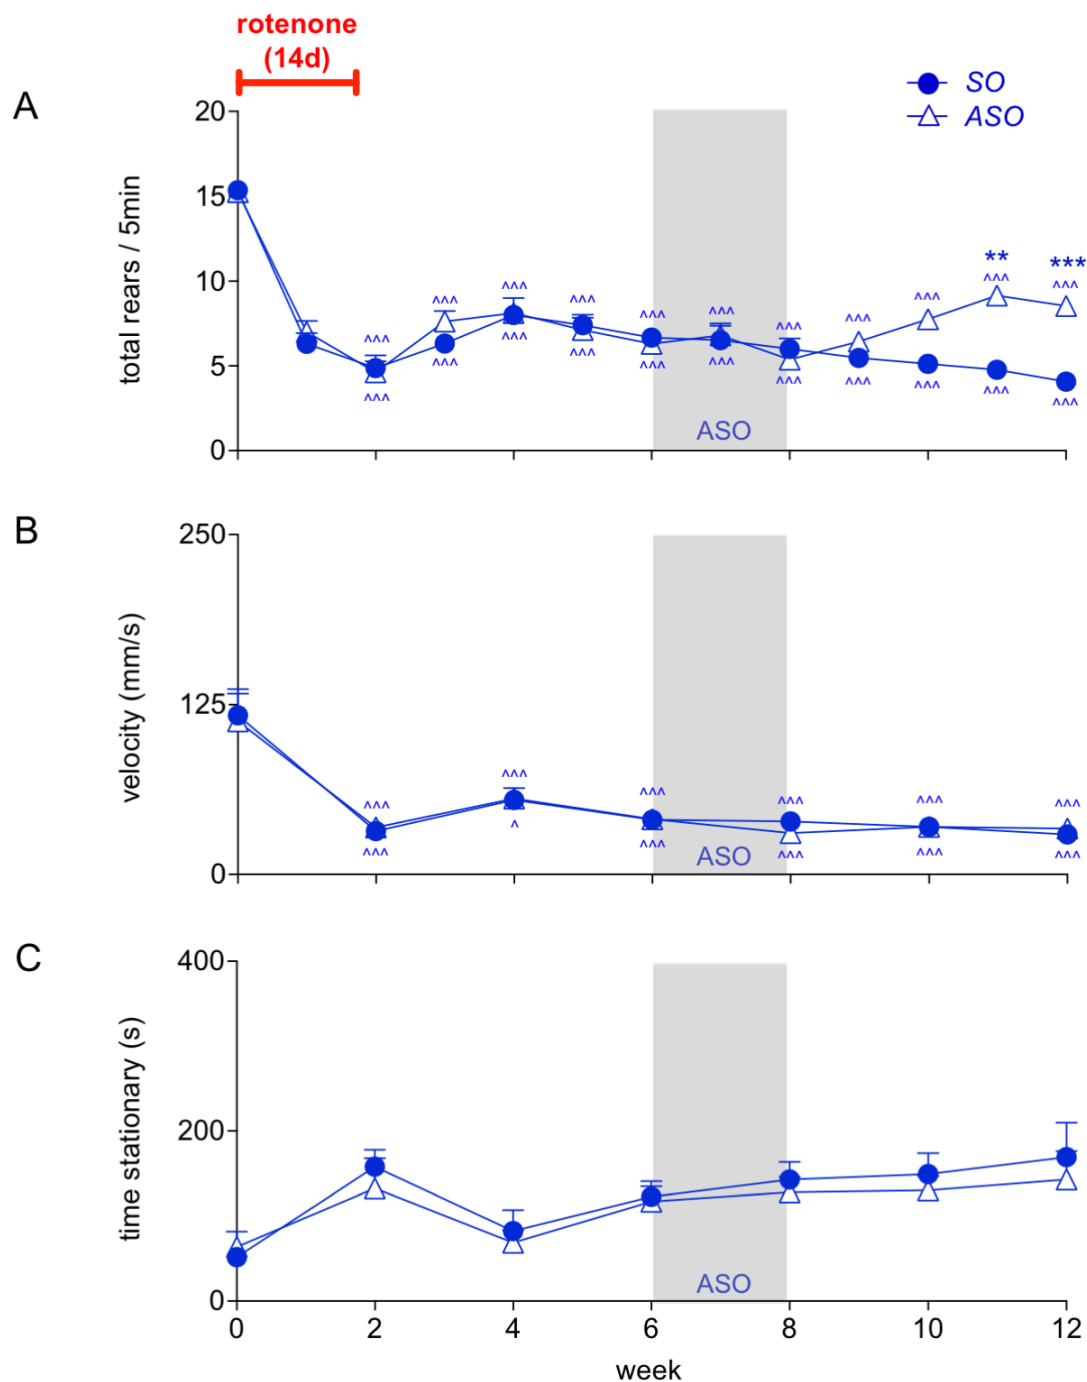 rotenone
(14d)
A
SO
ASO
20
15
10
5
0
total rears / 5min
** ***
^^^ ^^^ ^^^ ^^^ ^^^ ^^^ ^^^ ^^^ ^^^ ^^^ ^^^
^^^ ^^^ ^^^ ^^^ ^^^ ^^^ ^^^ ^^^ ^^^ ^^^ ^^^
ASO
B
250
125
0
velocity (mm/s)
^^^ ^^^ ^^^ ^^^ ^^^ ^^^
^^^ ^ ^^^ ^^^ ^^^ ^^^
ASO
C
400
200
0
time stationary (s)
ASO
0 2 4 6 8 10 12
week